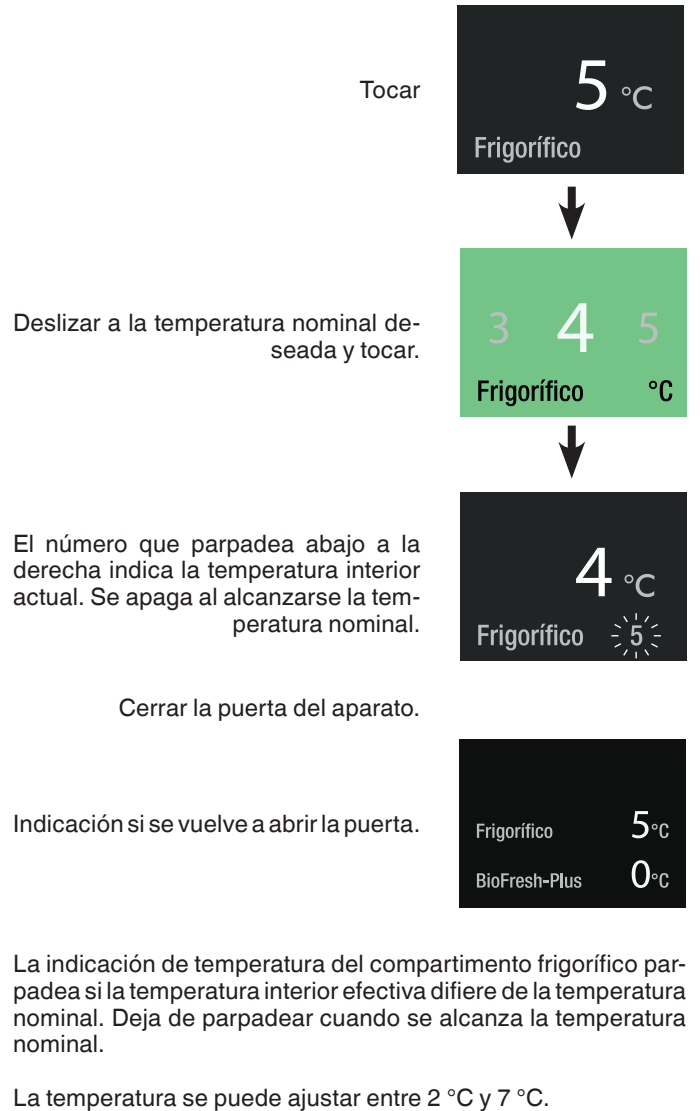 Tocar
5 °C
Frigorífico
Deslizar a la temperatura nominal de-
seada y tocar.
3 4 5
Frigorífico °C
El número que parpadea abajo a la
derecha indica la temperatura interior
actual. Se apaga al alcanzarse la tem-
peratura nominal.
4 °C
Frigorífico 5
Cerrar la puerta del aparato.
Indicación si se vuelve a abrir la puerta.
Frigorífico 5°C
BioFresh-Plus 0°C
La indicación de temperatura del compartimento frigorífico par-
padea si la temperatura interior efectiva difiere de la temperatura
nominal. Deja de parpadear cuando se alcanza la temperatura
nominal.
La temperatura se puede ajustar entre 2 °C y 7 °C.